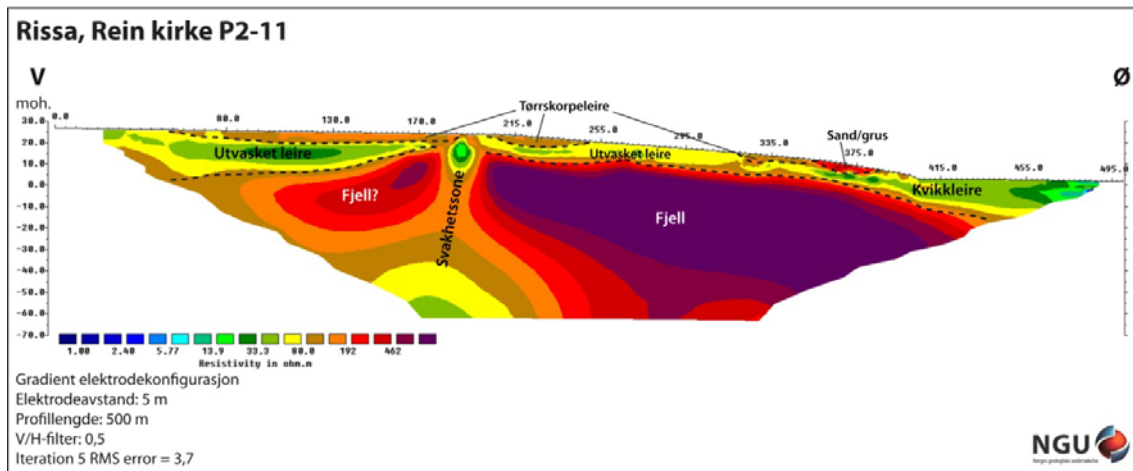 Rissa, Rein kirke P2-11
V
Ø
moh.
0.0 80.0 130.0 170.0 215.0 255.0 295.0 335.0 375.0 415.0 455.0 495.0
Tørrskorpeleire
Sand/grus
30.0
20.0
10.0
0.0
-10.0
-20.0
-30.0
-40.0
-50.0
-60.0
-70.0
Utvasket leire
Utvasket leire
Kvikkleire
Fjell?
Svakhetssone
Fjell
1.00 2.40 5.77 13.9 33.3 80.0 192 462
Resistivity in ohm.m
Gradient elektrodekonfigurasjon
Elektrodeavstand: 5 m
Profillengde: 500 m
V/H-filter: 0,5
Iteration 5 RMS error = 3,7
NGU
Norges geologiske undersøkelse